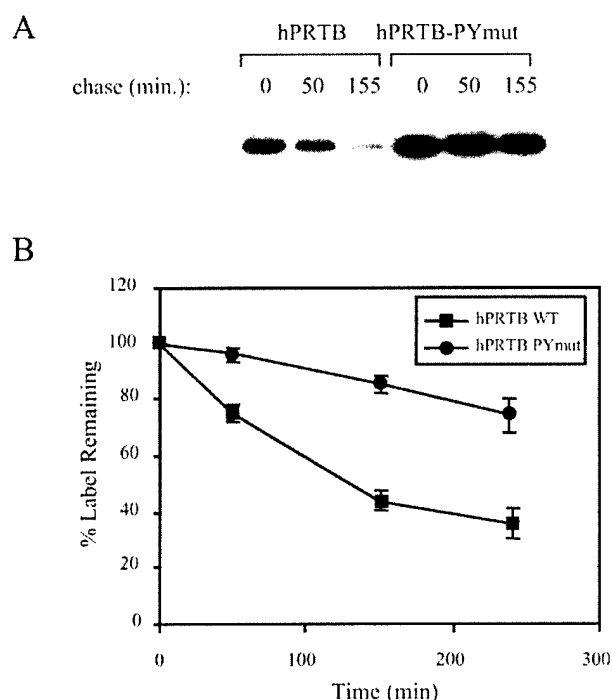 A
hPRTB hPRTB-PYmut
chase (min.): 0 50 155 0 50 155
B
120
100
80
60
40
20
0
% Label Remaining
hPRTB WT
hPRTB PYmut
0 100 200 300
Time (min)